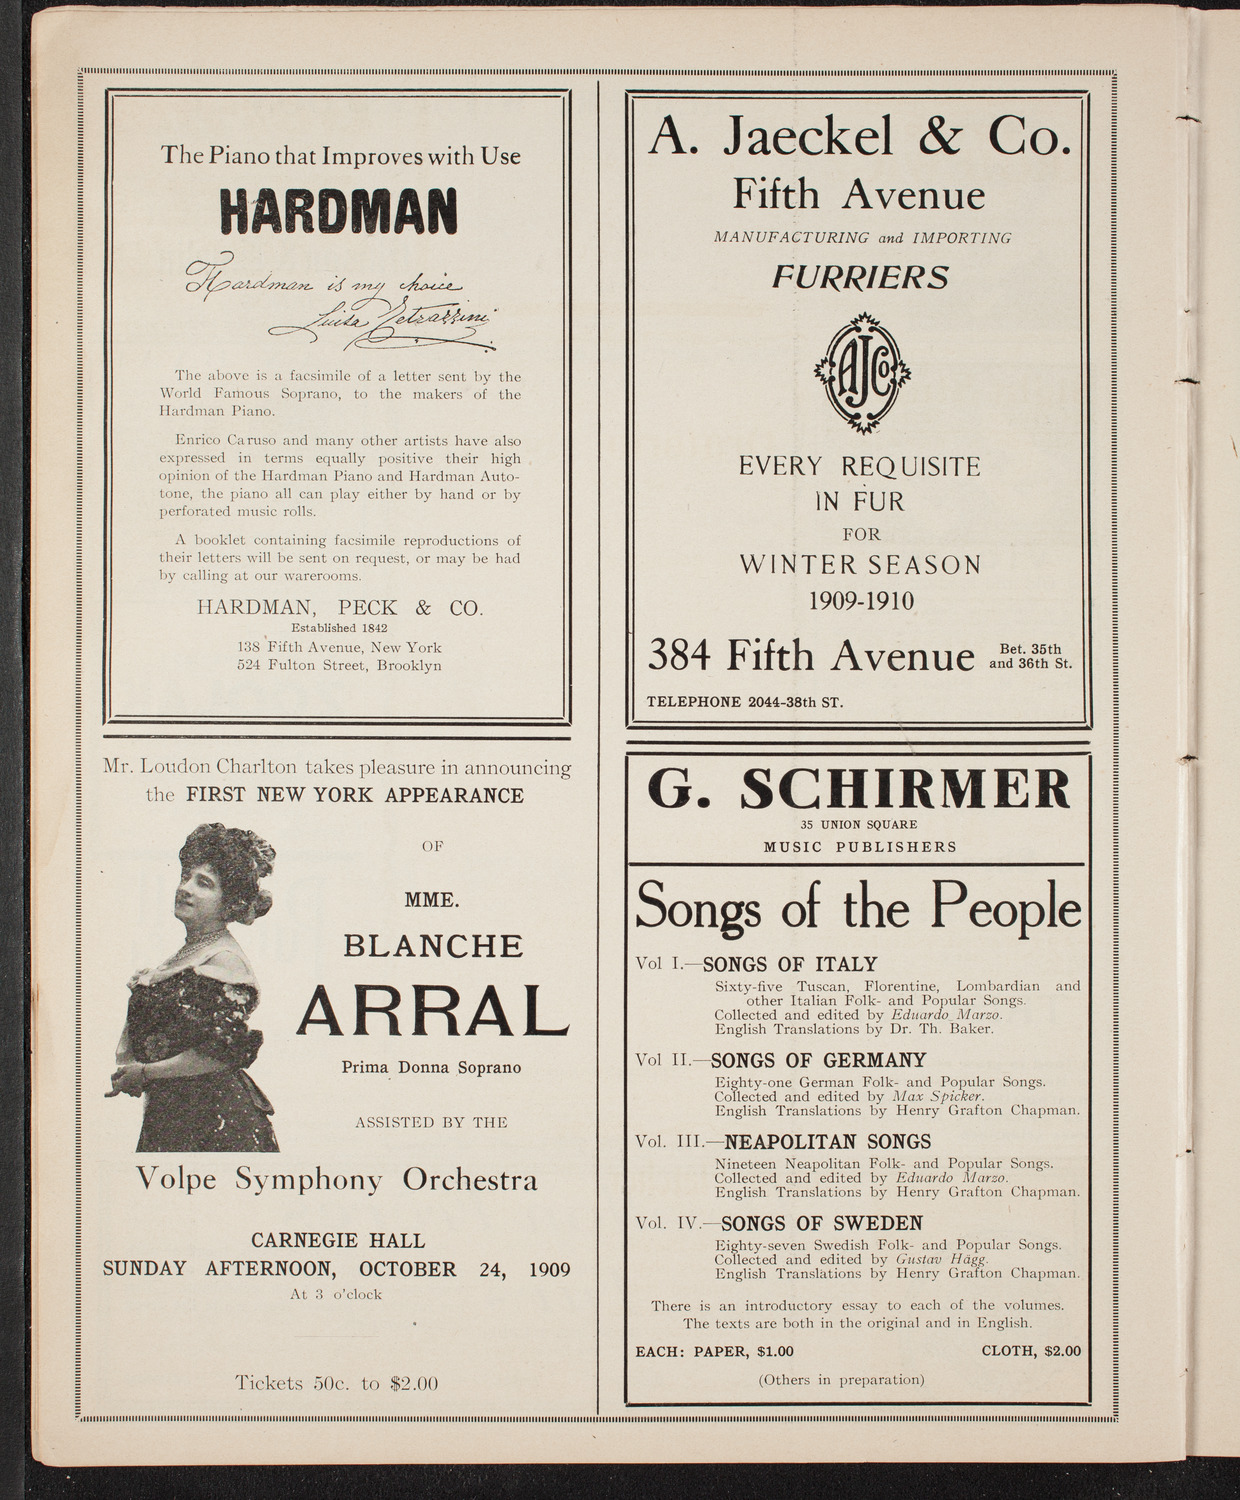 The Piano that Improves with Use
HARDMAN
Hardman is my choice
Luisa Tetrazzini
The above is a facsimile of a letter sent by the
World Famous Soprano, to the makers of the
Hardman Piano.
Enrico Caruso and many other artists have also
expressed in terms equally positive their high
opinion of the Hardman Piano and Hardman Auto-
tone, the piano all can play either by hand or by
perforated music rolls.
A booklet containing facsimile reproductions of
their letters will be sent on request, or may be had
by calling at our warerooms.
HARDMAN, PECK & CO.
Established 1842
138 Fifth Avenue, New York
524 Fulton Street, Brooklyn
Mr. Loudon Charlton takes pleasure in announcing
the FIRST NEW YORK APPEARANCE
OF
MME.
BLANCHE
ARRAL
Prima Donna Soprano
ASSISTED BY THE
Volpe Symphony Orchestra
CARNEGIE HALL
SUNDAY AFTERNOON, OCTOBER 24, 1909
At 3 o'clock
Tickets 50c. to $2.00
A. Jaeckel & Co.
Fifth Avenue
MANUFACTURING and IMPORTING
FURRIERS
AJCo
EVERY REQUISITE
IN FUR
FOR
WINTER SEASON
1909-1910
384 Fifth Avenue Bet. 35th
and 36th St.
TELEPHONE 2044-38th ST.
G. SCHIRMER
35 UNION SQUARE
MUSIC PUBLISHERS
Songs of the People
Vol I.—SONGS OF ITALY
Sixty-five Tuscan, Florentine, Lombardian and
other Italian Folk- and Popular Songs.
Collected and edited by Eduardo Marzo.
English Translations by Dr. Th. Baker.
Vol II.—SONGS OF GERMANY
Eighty-one German Folk- and Popular Songs.
Collected and edited by Max Spicker.
English Translations by Henry Grafton Chapman.
Vol. III.—NEAPOLITAN SONGS
Nineteen Neapolitan Folk- and Popular Songs.
Collected and edited by Eduardo Marzo.
English Translations by Henry Grafton Chapman.
Vol. IV.—SONGS OF SWEDEN
Eighty-seven Swedish Folk- and Popular Songs.
Collected and edited by Gustav Hägg.
English Translations by Henry Grafton Chapman.
There is an introductory essay to each of the volumes.
The texts are both in the original and in English.
EACH: PAPER, $1.00 CLOTH, $2.00
(Others in preparation)